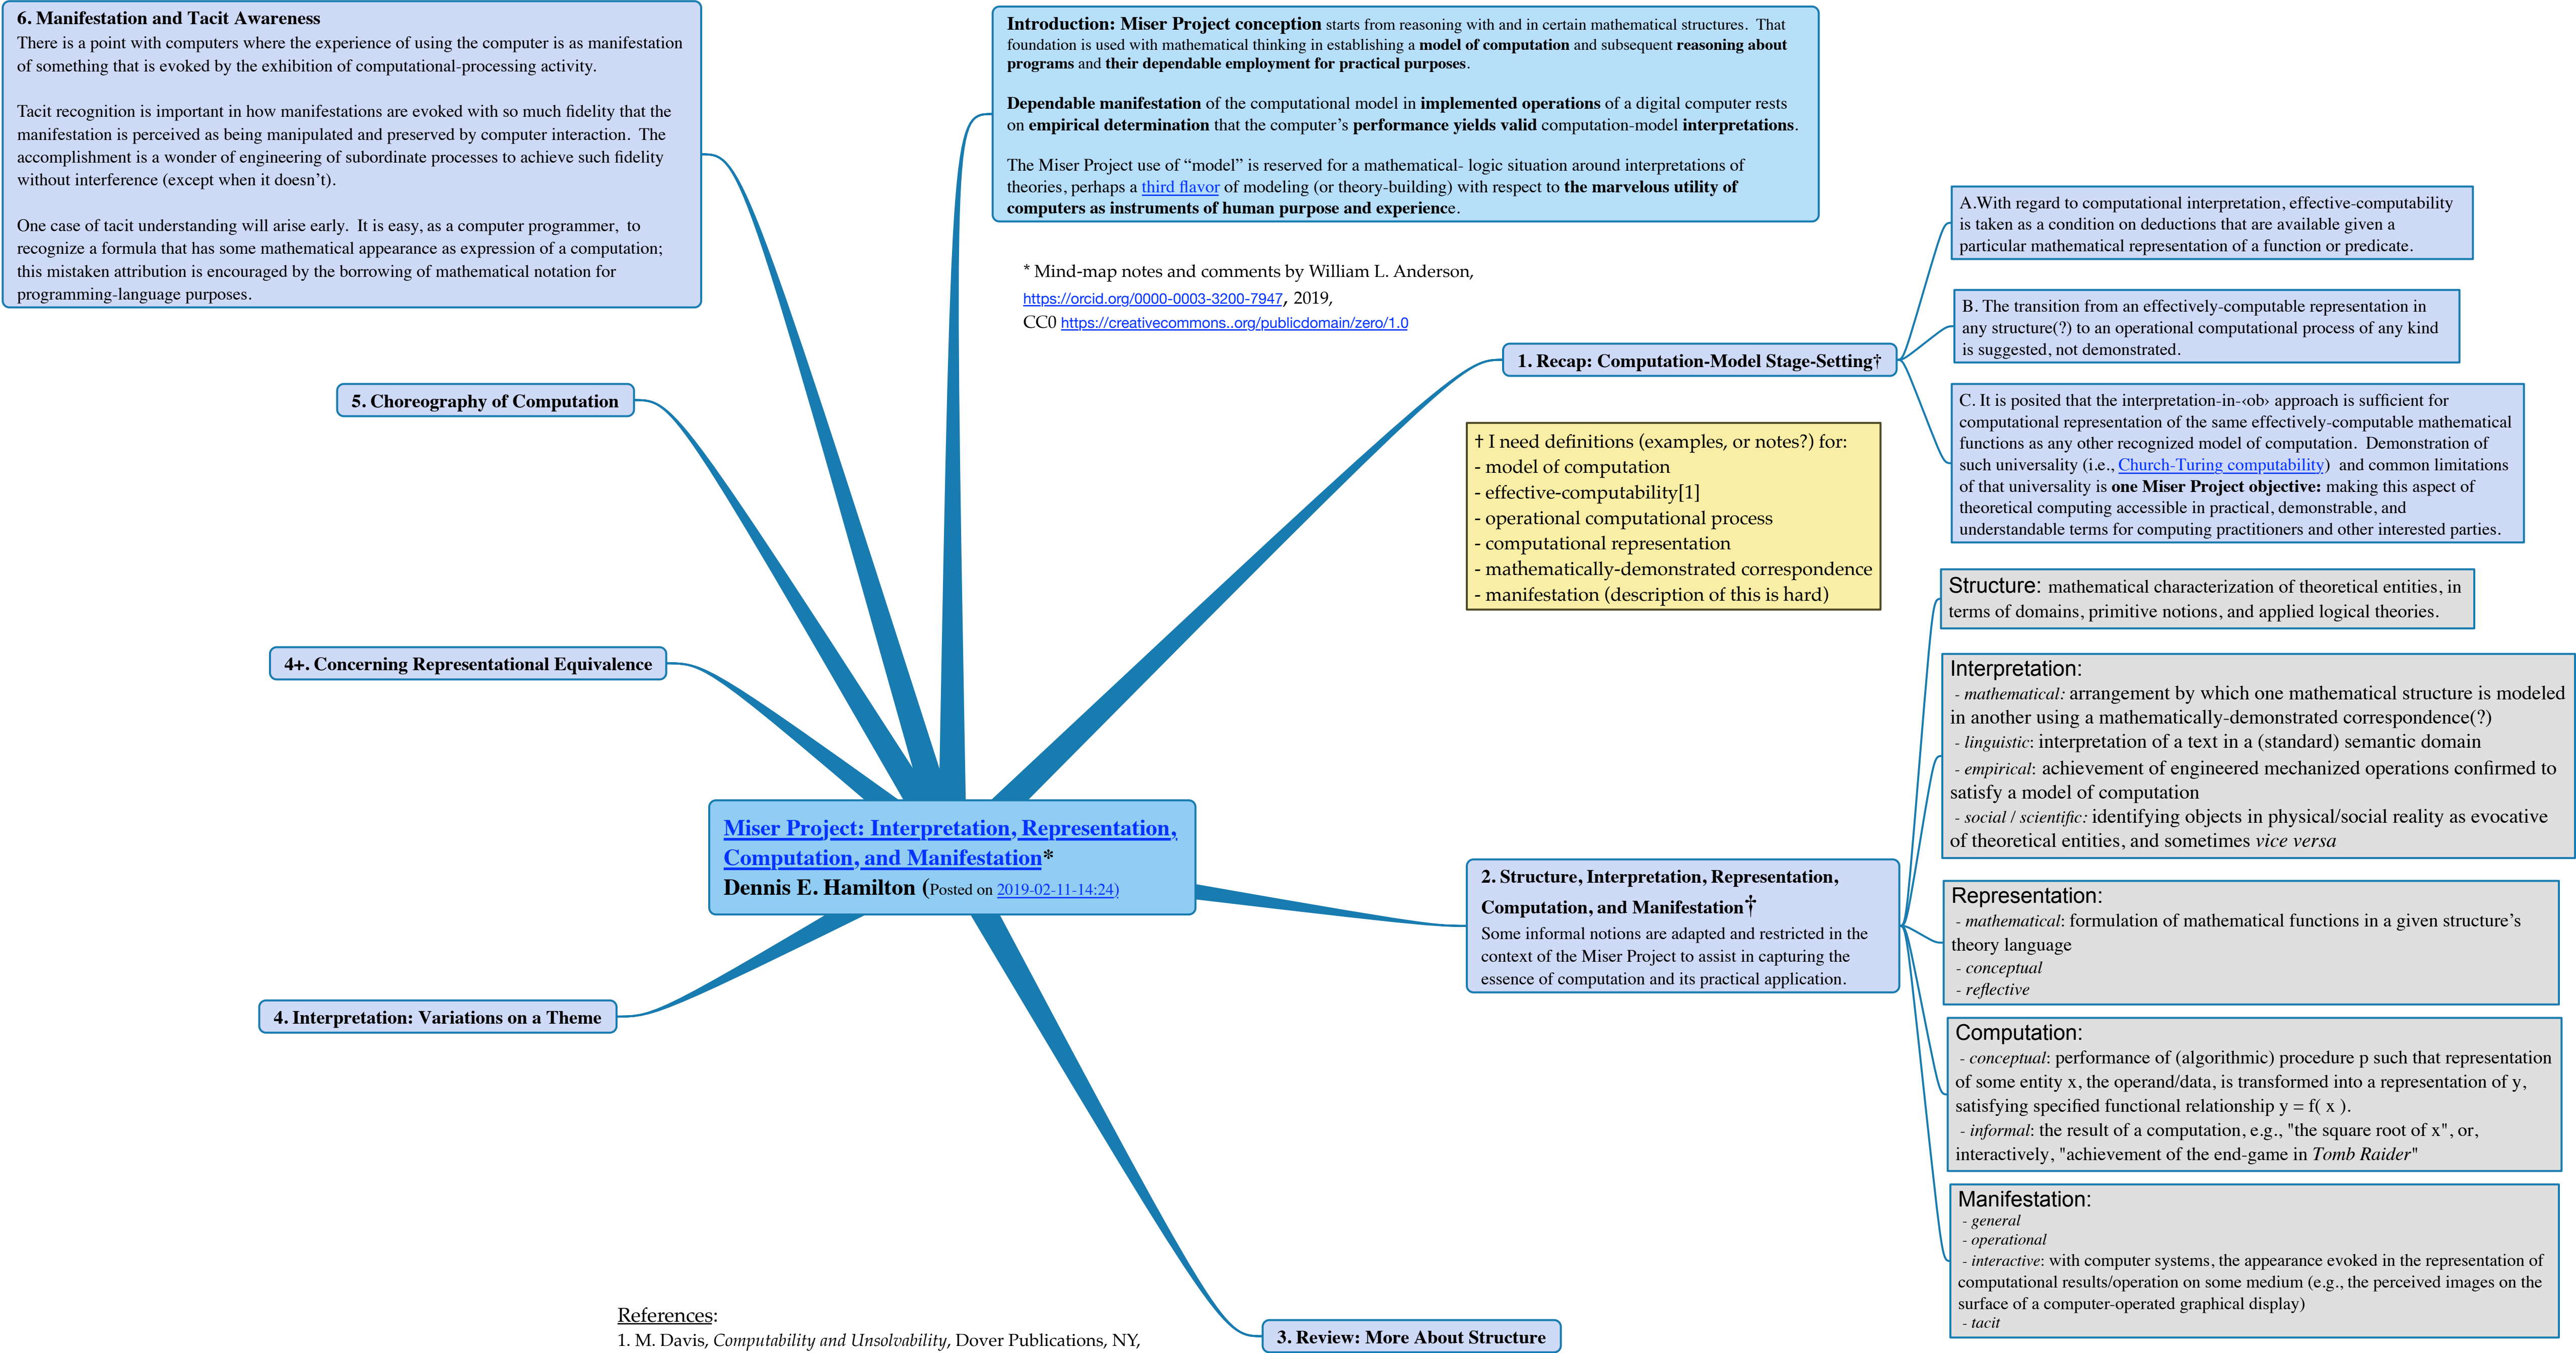 6. Manifestation and Tacit Awareness
There is a point with computers where the experience of using the computer is as manifestation
of something that is evoked by the exhibition of computational-processing activity.
Tacit recognition is important in how manifestations are evoked with so much fidelity that the
manifestation is perceived as being manipulated and preserved by computer interaction. The
accomplishment is a wonder of engineering of subordinate processes to achieve such fidelity
without interference (except when it doesn't).
One case of tacit understanding will arise early. It is easy, as a computer programmer, to
recognize a formula that has some mathematical appearance as expression of a computation;
this mistaken attribution is encouraged by the borrowing of mathematical notation for
programming-language purposes.
Introduction: Miser Project conception starts from reasoning with and in certain mathematical structures. That
foundation is used with mathematical thinking in establishing a model of computation and subsequent reasoning about
programs and their dependable employment for practical purposes.
Dependable manifestation of the computational model in implemented operations of a digital computer rests
on empirical determination that the computer's performance yields valid computation-model interpretations.
The Miser Project use of “model” is reserved for a mathematical- logic situation around interpretations of
theories, perhaps a third flavor of modeling (or theory-building) with respect to the marvelous utility of
computers as instruments of human purpose and experience.
* Mind-map notes and comments by William L. Anderson,
https://orcid.org/0000-0003-3200-7947, 2019,
CC0 https://creativecommons..org/publicdomain/zero/1.0
1. Recap: Computation-Model Stage-Setting†
A.With regard to computational interpretation, effective-computability
is taken as a condition on deductions that are available given a
particular mathematical representation of a function or predicate.
B. The transition from an effectively-computable representation in
any structure(?) to an operational computational process of any kind
is suggested, not demonstrated.
C. It is posited that the interpretation-in-‹ob› approach is sufficient for
computational representation of the same effectively-computable mathematical
functions as any other recognized model of computation. Demonstration of
such universality (i.e., Church-Turing computability) and common limitations
of that universality is one Miser Project objective: making this aspect of
theoretical computing accessible in practical, demonstrable, and
understandable terms for computing practitioners and other interested parties.
† I need definitions (examples, or notes?) for:
- model of computation
- effective-computability[1]
- operational computational process
- computational representation
- mathematically-demonstrated correspondence
- manifestation (description of this is hard)
5. Choreography of Computation
4+. Concerning Representational Equivalence
Miser Project: Interpretation, Representation,
Computation, and Manifestation*
Dennis E. Hamilton (Posted on 2019-02-11-14:24)
4. Interpretation: Variations on a Theme
2. Structure, Interpretation, Representation,
Computation, and Manifestation†
Some informal notions are adapted and restricted in the
context of the Miser Project to assist in capturing the
essence of computation and its practical application.
Structure: mathematical characterization of theoretical entities, in
terms of domains, primitive notions, and applied logical theories.
Interpretation:
- mathematical: arrangement by which one mathematical structure is modeled
in another using a mathematically-demonstrated correspondence(?)
- linguistic: interpretation of a text in a (standard) semantic domain
- empirical: achievement of engineered mechanized operations confirmed to
satisfy a model of computation
- social / scientific: identifying objects in physical/social reality as evocative
of theoretical entities, and sometimes vice versa
Representation:
- mathematical: formulation of mathematical functions in a given structure's
theory language
- conceptual
- reflective
Computation:
- conceptual: performance of (algorithmic) procedure p such that representation
of some entity x, the operand/data, is transformed into a representation of y,
satisfying specified functional relationship y = f( x ).
- informal: the result of a computation, e.g., "the square root of x", or,
interactively, "achievement of the end-game in Tomb Raider"
Manifestation:
- general
- operational
- interactive: with computer systems, the appearance evoked in the representation of
computational results/operation on some medium (e.g., the perceived images on the
surface of a computer-operated graphical display)
- tacit
3. Review: More About Structure
References:
1. M. Davis, Computability and Unsolvability, Dover Publications, NY,